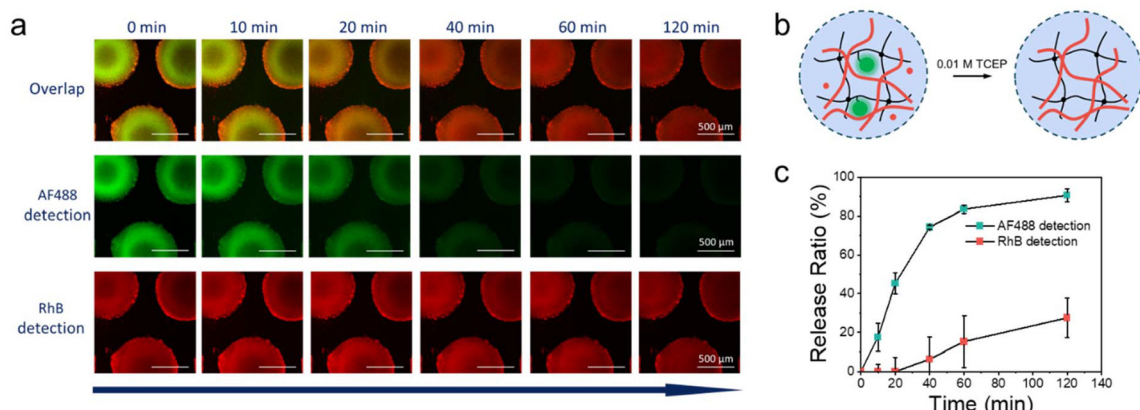 a
0 min 10 min 20 min 40 min 60 min 120 min
Overlap
500 μm
AF488
detection
500 μm
RhB
detection
500 μm
b
0.01 M TCEP
c
Release Ratio (%)
100
80
60
40
20
0
AF488 detection
RhB detection
0 20 40 60 80 100 120 140
Time (min)